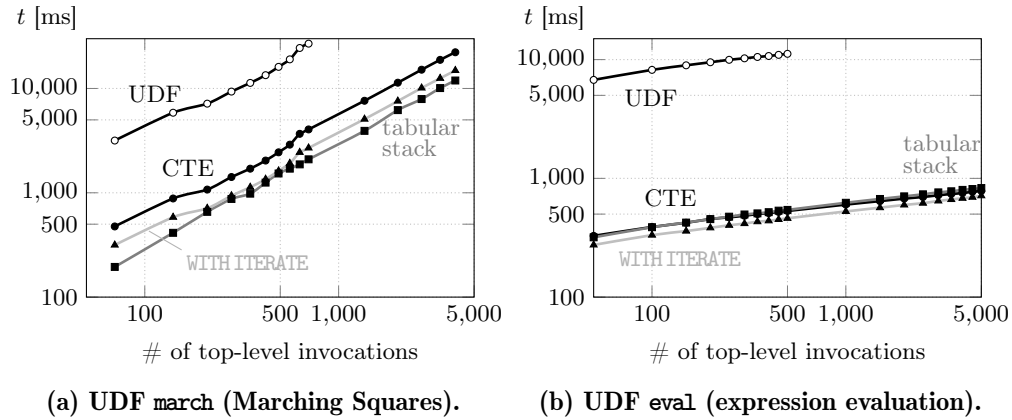 t [ms]
10,000
5,000
1,000
500
100
UDF
CTE
tabular
stack
WITH ITERATE
100
500
1,000
5,000
# of top-level invocations
(a) UDF march (Marching Squares).
t [ms]
10,000
5,000
1,000
500
100
UDF
tabular
stack
CTE
WITH ITERATE
100
500
1,000
5,000
# of top-level invocations
(b) UDF eval (expression evaluation).